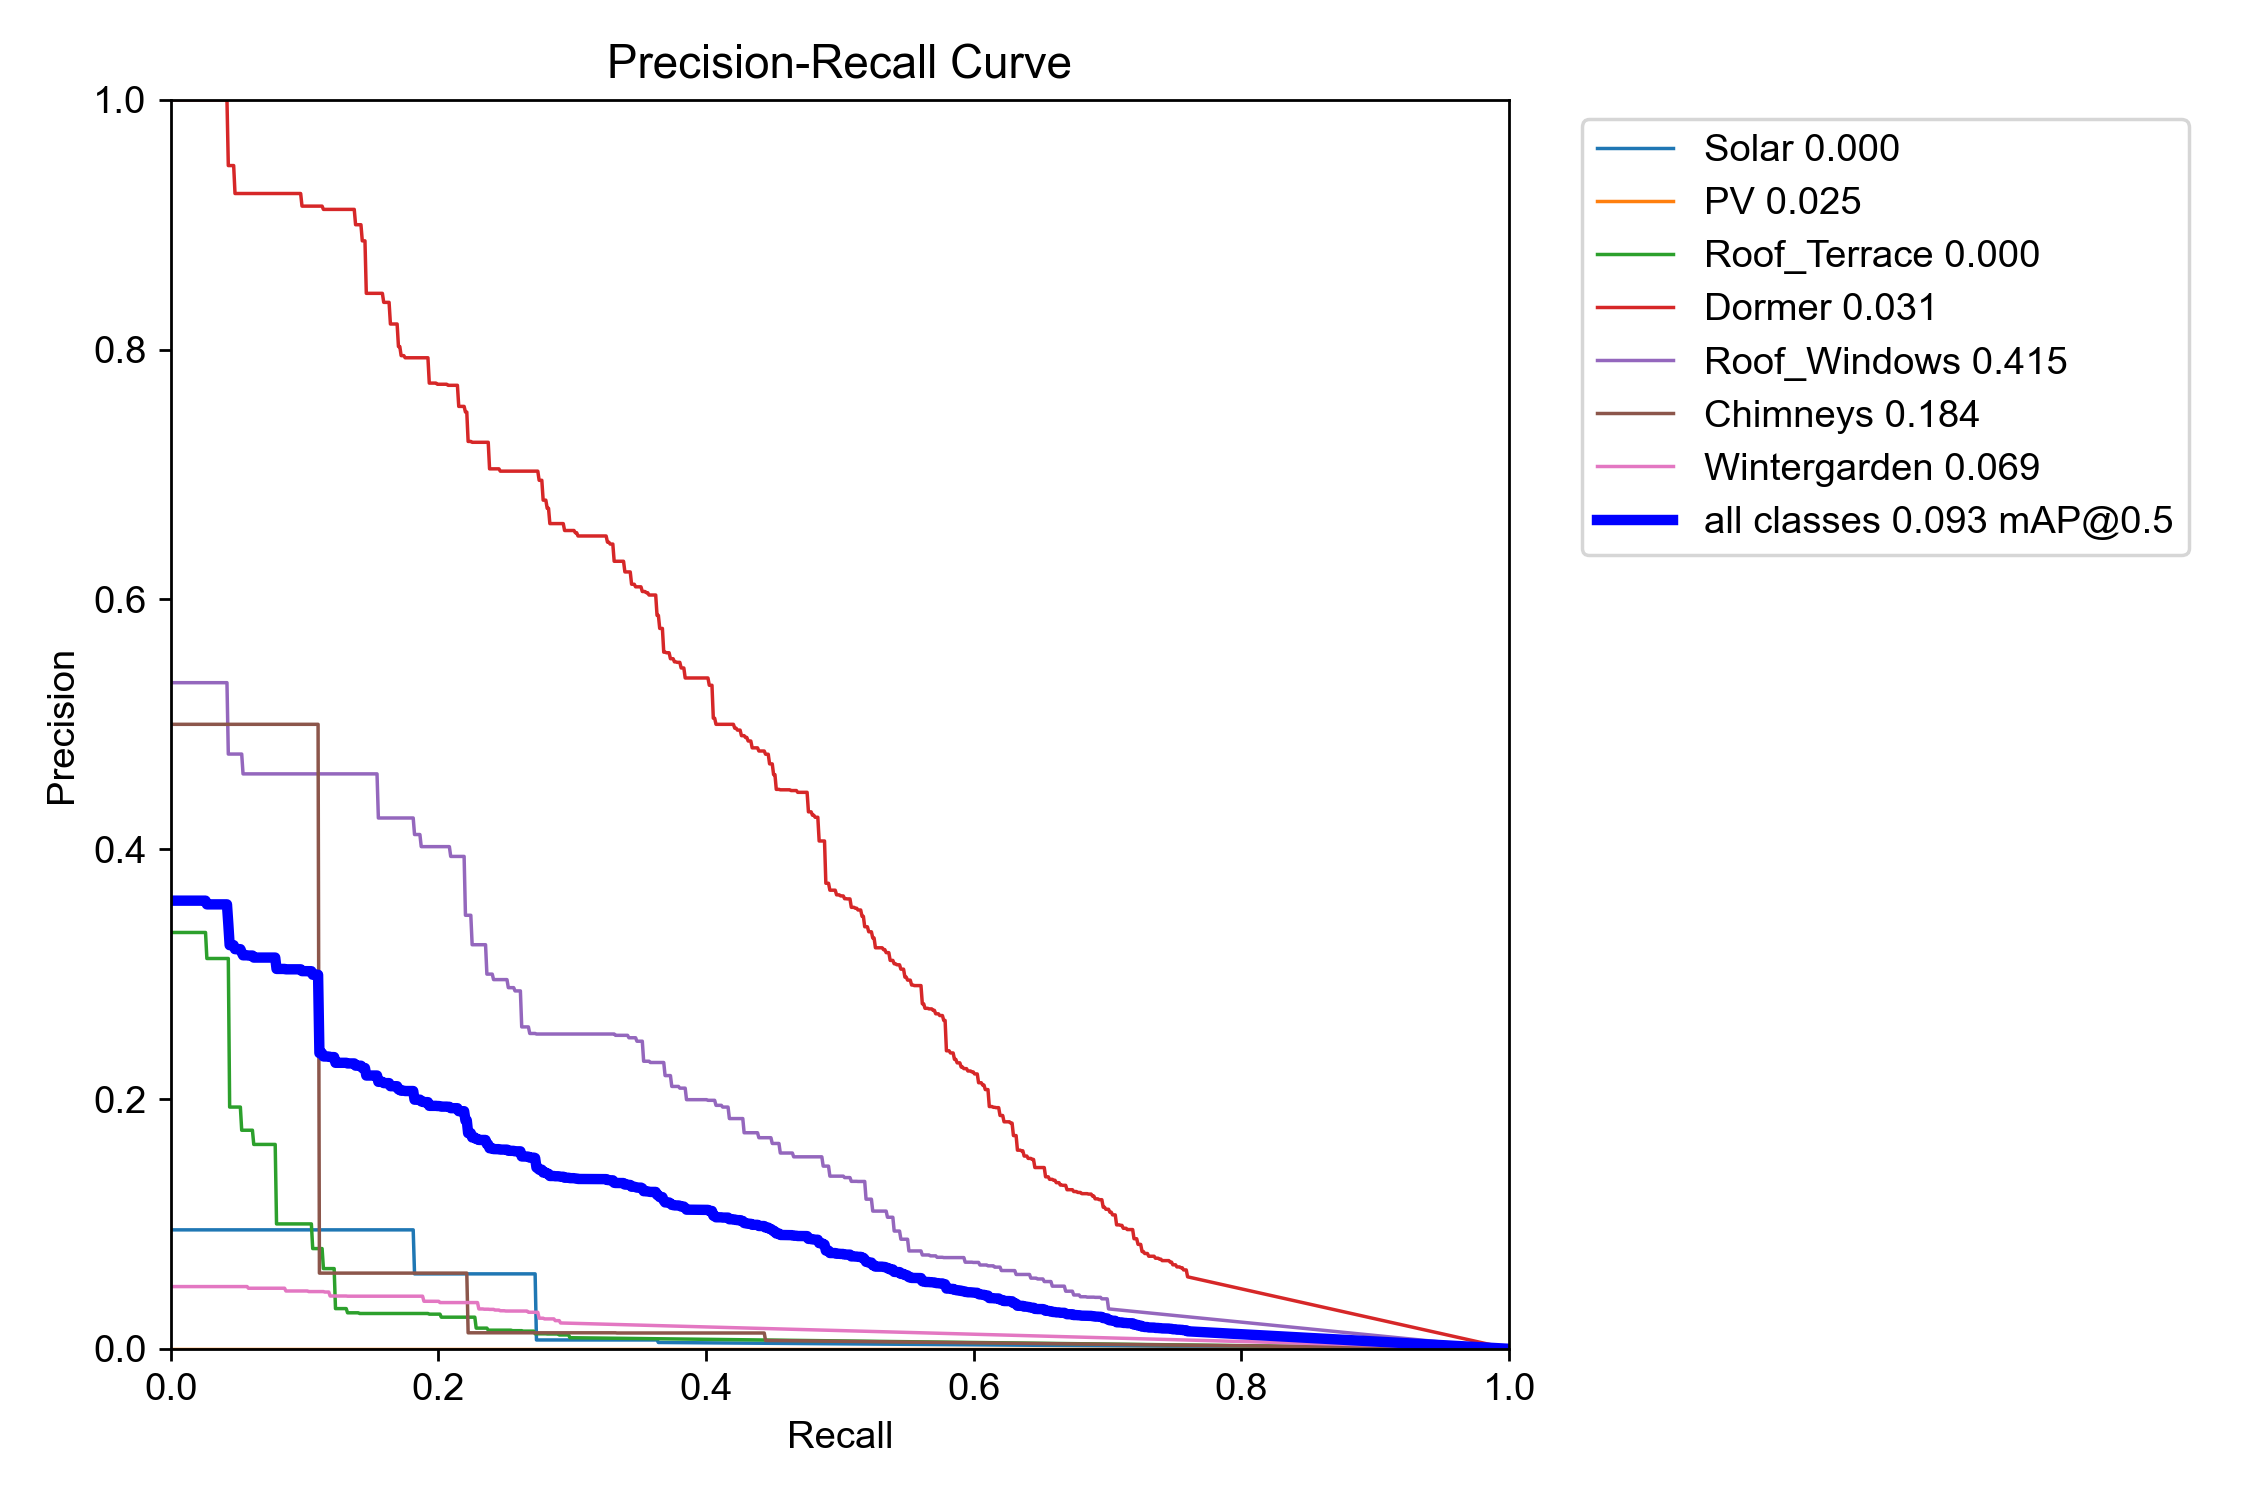 Precision-Recall Curve
1.0
0.8
0.6
0.4
0.2
0.0
Precision
0.0 0.2 0.4 0.6 0.8 1.0
Recall
Solar 0.000
PV 0.025
Roof_Terrace 0.000
Dormer 0.031
Roof_Windows 0.415
Chimneys 0.184
Wintergarden 0.069
all classes 0.093 mAP@0.5